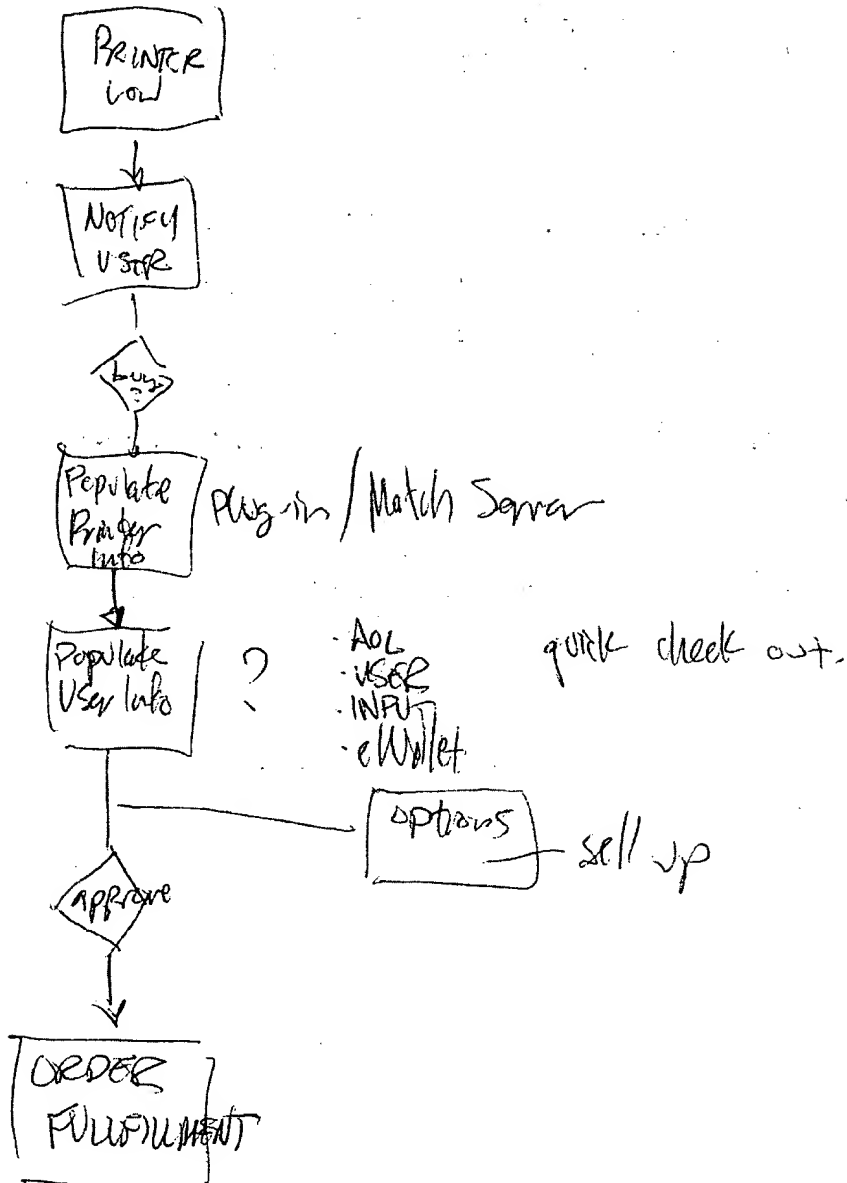 PRINTER
LOW
NOTIFY
USER
buy
?
Populate
Printer
Info
Plug-in / Match Server
Populate
User Info
?
· AOL
· USER
· INPUT
· eWallet
quick check out.
options
sell up
approve
ORDER
FULLFILLMENT